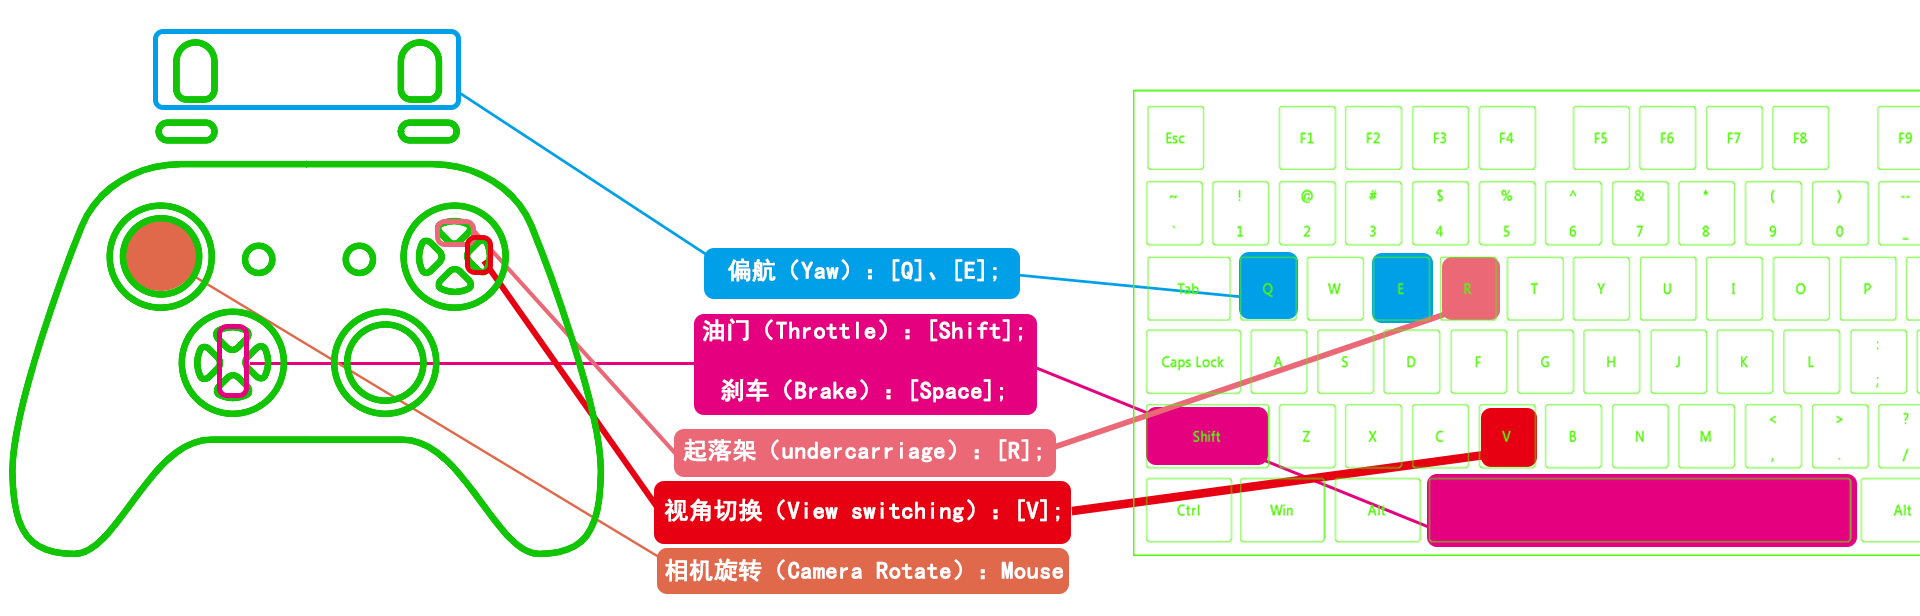 偏航（Yaw）：[Q]、[E];
油门（Throttle）：[Shift];
刹车（Brake）：[Space];
起落架（undercarriage）：[R];
视角切换（View switching）：[V];
相机旋转（Camera Rotate）：Mouse
Esc F1 F2 F3 F4 F5 F6 F7 F8 F9
~ ! @ # $ % ^ & * ( ) --
` 1 2 3 4 5 6 7 8 9 0 _
Tab Q W E R T Y U I O P
Caps Lock A S D F G H J K L : ;
Shift Z X C V B N M < , > . ? /
Ctrl Win Alt Alt